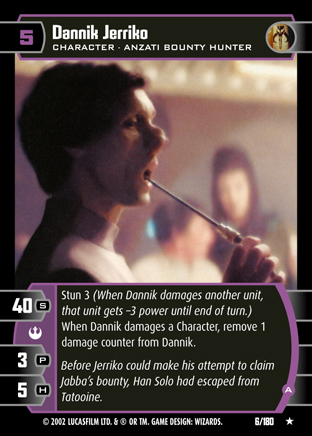 5
Dannik Jerriko
CHARACTER · ANZATI BOUNTY HUNTER
40 S
3 P
5 H
Stun 3 (When Dannik damages another unit,
that unit gets –3 power until end of turn.)
When Dannik damages a Character, remove 1
damage counter from Dannik.
Before Jerriko could make his attempt to claim
Jabba's bounty, Han Solo had escaped from
Tatooine.
A
© 2002 LUCASFILM LTD. & ® OR TM. GAME DESIGN: WIZARDS.
6/180